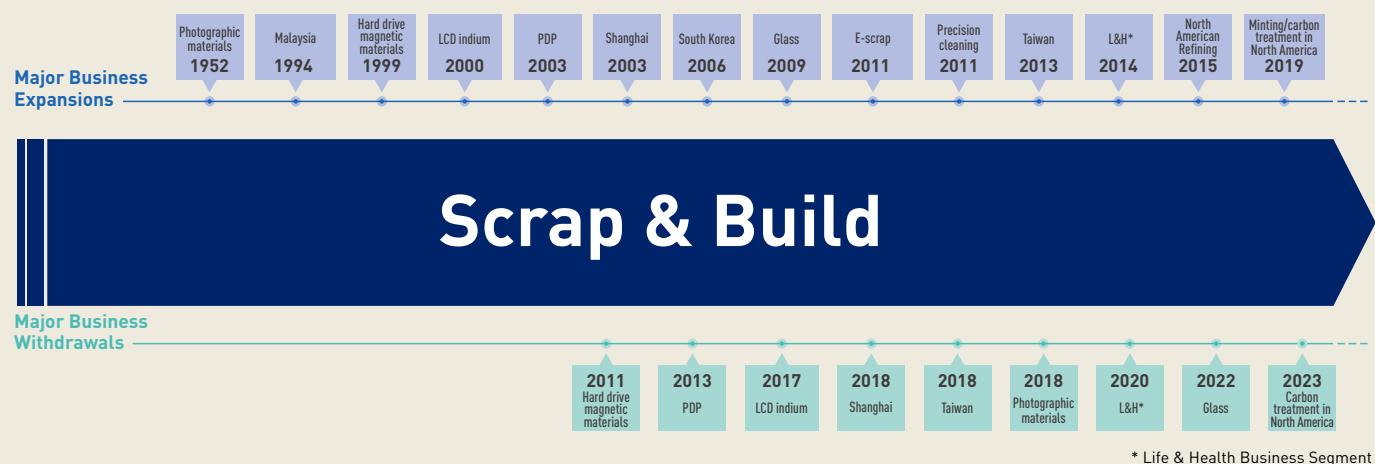 Major Business
Expansions
Photographic
materials
1952
Malaysia
1994
Hard drive
magnetic
materials
1999
LCD indium
2000
PDP
2003
Shanghai
2003
South Korea
2006
Glass
2009
E-scrap
2011
Precision
cleaning
2011
Taiwan
2013
L&H*
2014
North
American
Refining
2015
Minting/carbon
treatment in
North America
2019
Scrap & Build
Major Business
Withdrawals
2011
Hard drive
magnetic
materials
2013
PDP
2017
LCD indium
2018
Shanghai
2018
Taiwan
2018
Photographic
materials
2020
L&H*
2022
Glass
2023
Carbon
treatment in
North America
* Life & Health Business Segment